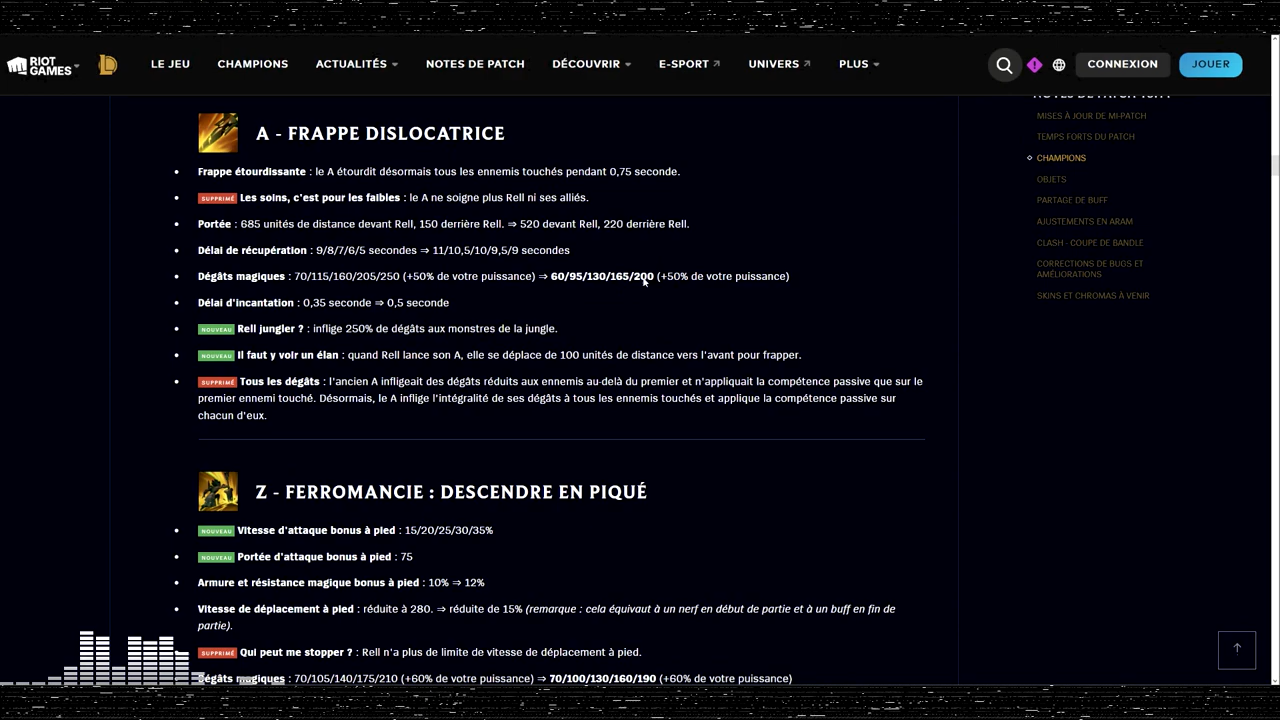 RIOT GAMES
LE JEU
CHAMPIONS
ACTUALITÉS
NOTES DE PATCH
DÉCOUVRIR
E-SPORT
UNIVERS
PLUS
CONNEXION
JOUER
A - FRAPPE DISLOCATRICE
Frappe étourdissante : le A étourdit désormais tous les ennemis touchés pendant 0,75 seconde.
SUPPRIMÉ Les soins, c'est pour les faibles : le A ne soigne plus Rell ni ses alliés.
Portée : 685 unités de distance devant Rell, 150 derrière Rell. ⇒ 520 devant Rell, 220 derrière Rell.
Délai de récupération : 9/8/7/6/5 secondes ⇒ 11/10,5/10/9,5/9 secondes
Dégâts magiques : 70/115/160/205/250 (+50% de votre puissance) ⇒ 60/95/130/165/200 (+50% de votre puissance)
Délai d'incantation : 0,35 seconde ⇒ 0,5 seconde
NOUVEAU Rell jungler ? : inflige 250% de dégâts aux monstres de la jungle.
NOUVEAU Il faut y voir un élan : quand Rell lance son A, elle se déplace de 100 unités de distance vers l'avant pour frapper.
SUPPRIMÉ Tous les dégâts : l'ancien A infligeait des dégâts réduits aux ennemis au-delà du premier et n'appliquait la compétence passive que sur le
premier ennemi touché. Désormais, le A inflige l'intégralité de ses dégâts à tous les ennemis touchés et applique la compétence passive sur
chacun d'eux.
Z - FERROMANCIE : DESCENDRE EN PIQUÉ
NOUVEAU Vitesse d'attaque bonus à pied : 15/20/25/30/35%
NOUVEAU Portée d'attaque bonus à pied : 75
Armure et résistance magique bonus à pied : 10% ⇒ 12%
Vitesse de déplacement à pied : réduite à 280. ⇒ réduite de 15% (remarque : cela équivaut à un nerf en début de partie et à un buff en fin de
partie).
SUPPRIMÉ Qui peut me stopper ? : Rell n'a plus de limite de vitesse de déplacement à pied.
Dégâts magiques : 70/105/140/175/210 (+60% de votre puissance) ⇒ 70/100/130/160/190 (+60% de votre puissance)
MISES À JOUR DE MI-PATCH
TEMPS FORTS DU PATCH
CHAMPIONS
OBJETS
PARTAGE DE BUFF
AJUSTEMENTS EN ARAM
CLASH - COUPE DE BANDLE
CORRECTIONS DE BUGS ET
AMÉLIORATIONS
SKINS ET CHROMAS À VENIR